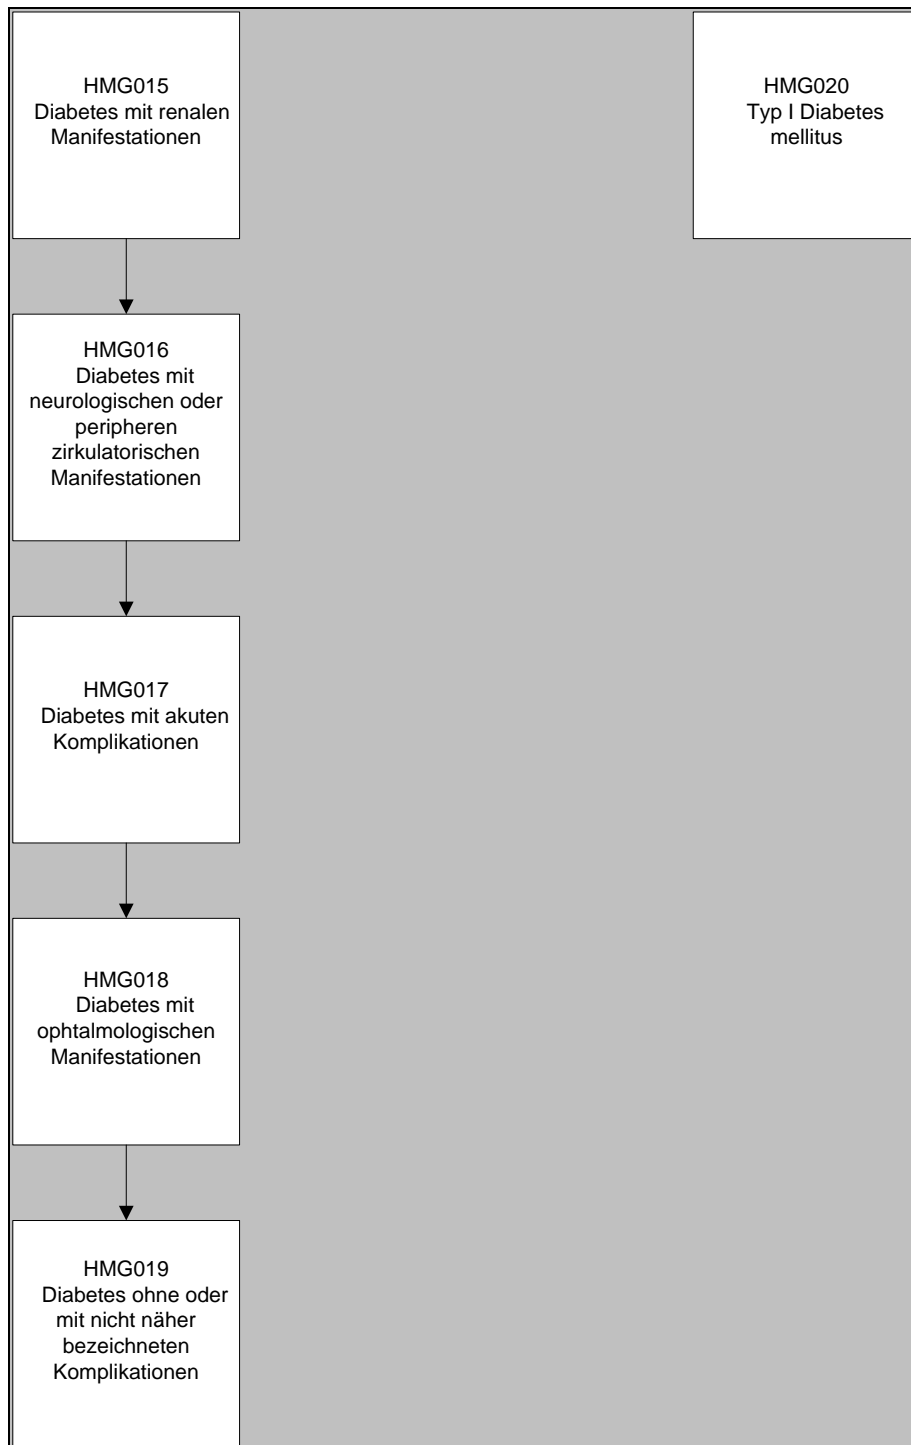 HMG015
Diabetes mit renalen
Manifestationen
HMG020
Typ I Diabetes
mellitus
HMG016
Diabetes mit
neurologischen oder
peripheren
zirkulatorischen
Manifestationen
HMG017
Diabetes mit akuten
Komplikationen
HMG018
Diabetes mit
ophtalmologischen
Manifestationen
HMG019
Diabetes ohne oder
mit nicht näher
bezeichneten
Komplikationen